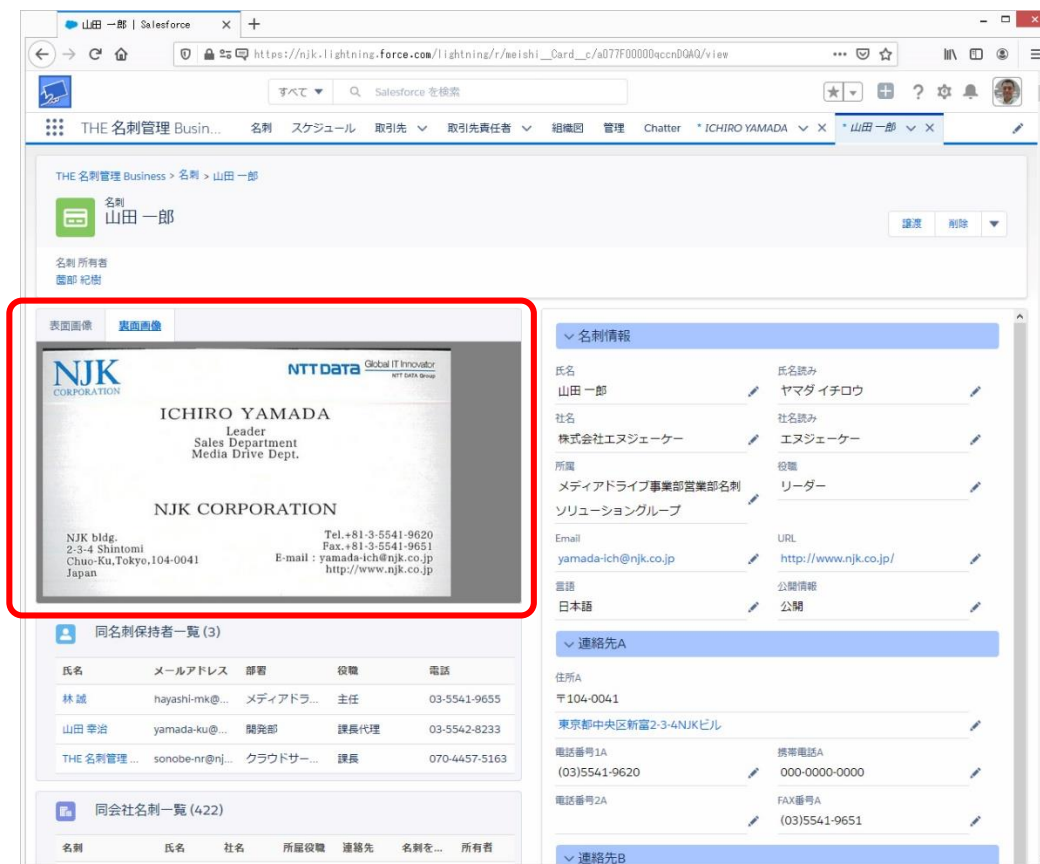 山田 一郎 | Salesforce
https://njk.lightning.force.com/lightning/r/meishi__Card__c/a077F00000qccnDQAQ/view
すべて
Salesforce を検索
THE 名刺管理 Busin...
名刺 スケジュール 取引先 取引先責任者 組織図 管理 Chatter * ICHIRO YAMADA * 山田 一郎
THE 名刺管理 Business > 名刺 > 山田 一郎
名刺
山田 一郎
譲渡 削除
名刺 所有者
薗部 紀樹
表面画像 裏面画像
NJK
CORPORATION
NTT DATA Global IT Innovator
NTT DATA Group
ICHIRO YAMADA
Leader
Sales Department
Media Drive Dept.
NJK CORPORATION
NJK bldg.
2-3-4 Shintomi
Chuo-Ku,Tokyo,104-0041
Japan
Tel.+81-3-5541-9620
Fax.+81-3-5541-9651
E-mail : yamada-ich@njk.co.jp
http://www.njk.co.jp
同名刺保持者一覧 (3)
氏名 メールアドレス 部署 役職 電話
林 誠 hayashi-mk@... メディアドラ... 主任 03-5541-9655
山田 幸治 yamada-ku@... 開発部 課長代理 03-5542-8233
THE 名刺管理 ... sonobe-nr@nj... クラウドサー... 課長 070-4457-5163
同会社名刺一覧 (422)
名刺 氏名 社名 所属役職 連絡先 名刺を... 所有者
名刺情報
氏名 氏名読み
山田 一郎 ヤマダ イチロウ
社名 社名読み
株式会社エヌジェーケー エヌジェーケー
所属 役職
メディアドライブ事業部営業部名刺 リーダー
ソリューショングループ
Email URL
yamada-ich@njk.co.jp http://www.njk.co.jp/
言語 公開情報
日本語 公開
連絡先A
住所A
〒104-0041
東京都中央区新富2-3-4NJKビル
電話番号1A 携帯電話A
(03)5541-9620 000-0000-0000
電話番号2A FAX番号A
(03)5541-9651
連絡先B